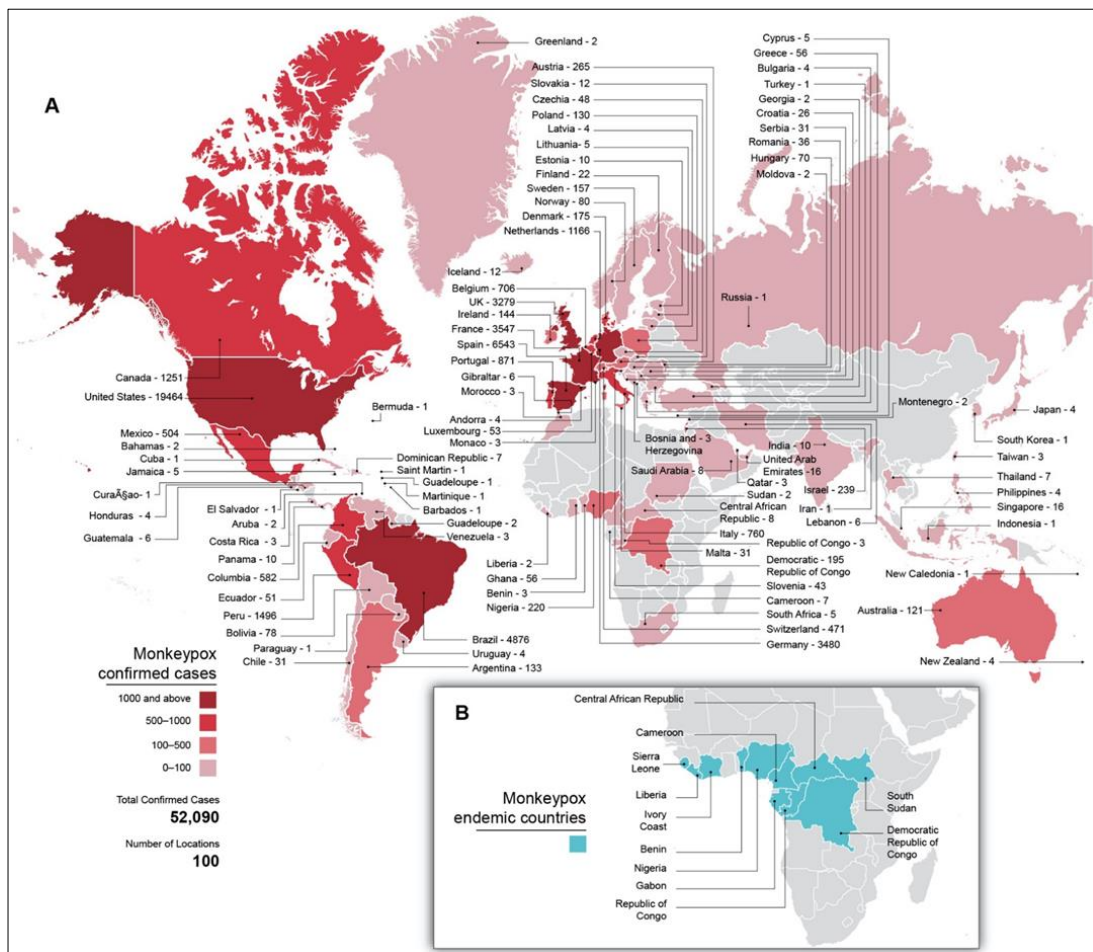 A
Greenland - 2
Austria - 265
Slovakia - 12
Czechia - 48
Poland - 130
Latvia - 4
Lithuania - 5
Estonia - 10
Finland - 22
Sweden - 157
Norway - 80
Denmark - 175
Netherlands - 1166
Cyprus - 5
Greece - 56
Bulgaria - 4
Turkey - 1
Georgia - 2
Croatia - 26
Serbia - 31
Romania - 36
Hungary - 70
Moldova - 2
Iceland - 12
Belgium - 706
UK - 3279
Ireland - 144
France - 3547
Spain - 6543
Portugal - 871
Gibraltar - 6
Morocco - 3
Andorra - 4
Luxembourg - 53
Monaco - 3
Russia - 1
Canada - 1251
United States - 19464
Bermuda - 1
Mexico - 504
Bahamas - 2
Cuba - 1
Jamaica - 5
CuraÃ§ao - 1
Honduras - 4
Guatemala - 6
Dominican Republic - 7
Saint Martin - 1
Guadeloupe - 1
Martinique - 1
Barbados - 1
El Salvador - 1
Aruba - 2
Costa Rica - 3
Panama - 10
Columbia - 582
Ecuador - 51
Peru - 1496
Bolivia - 78
Paraguay - 1
Chile - 31
Guadeloupe - 2
Venezuela - 3
Brazil - 4876
Uruguay - 4
Argentina - 133
Liberia - 2
Ghana - 56
Benin - 3
Nigeria - 220
Bosnia and - 3
Herzegovina
Saudi Arabia - 8
India - 10
United Arab
Emirates -16
Qatar - 3
Sudan - 2
Central African
Republic - 8
Italy - 760
Malta - 31
Montenegro - 2
Israel - 239
Iran - 1
Lebanon - 6
Republic of Congo - 3
Democratic - 195
Republic of Congo
Slovenia - 43
Cameroon - 7
South Africa - 5
Switzerland - 471
Germany - 3480
Japan - 4
South Korea - 1
Taiwan - 3
Thailand - 7
Philippines - 4
Singapore - 16
Indonesia - 1
New Caledonia - 1
Australia - 121
New Zealand - 4
Monkeypox
confirmed cases
1000 and above
500–1000
100–500
0–100
Total Confirmed Cases
52,090
Number of Locations
100
B
Monkeypox
endemic countries
Central African Republic
Cameroon
Sierra
Leone
Liberia
Ivory
Coast
Benin
Nigeria
Gabon
Republic of
Congo
South
Sudan
Democratic
Republic of
Congo